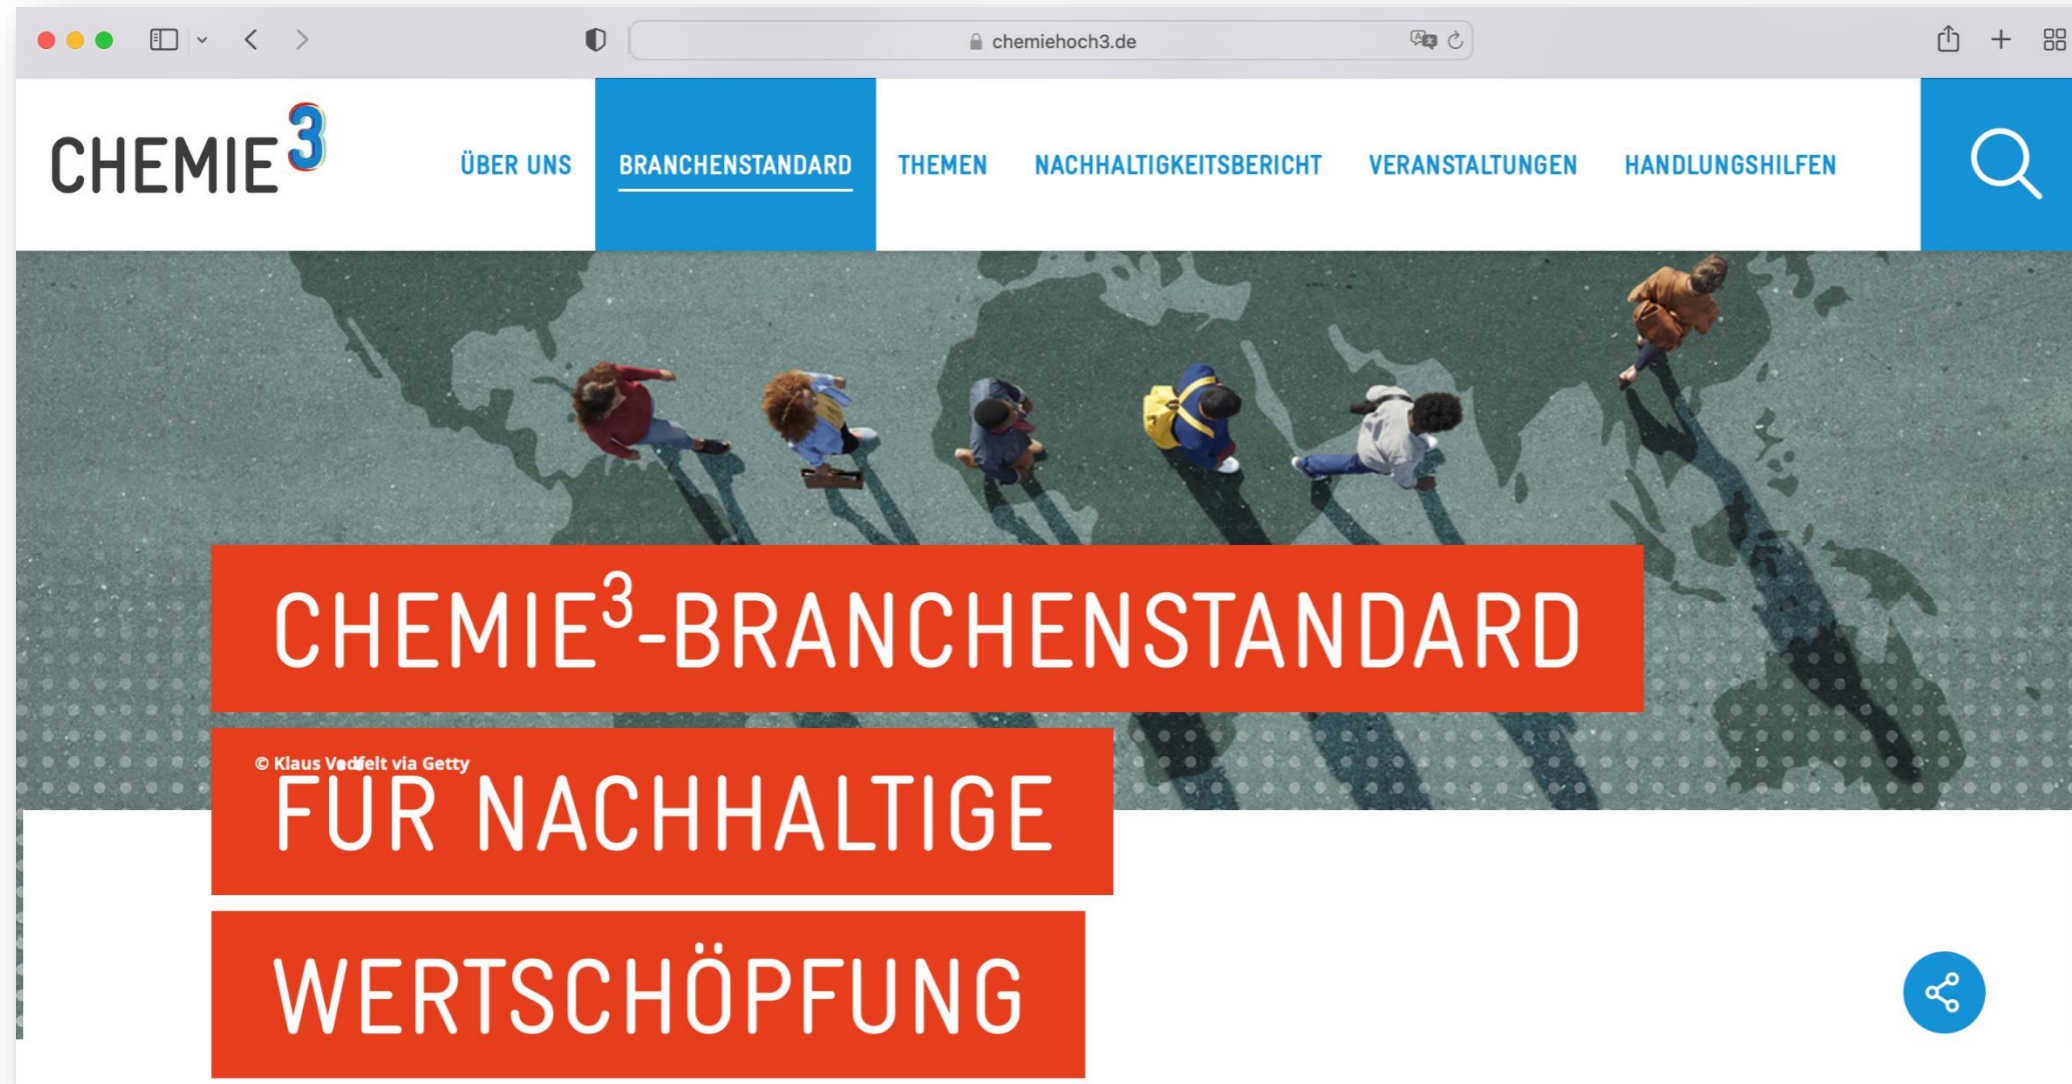 chemiehoch3.de
CHEMIE³
ÜBER UNS BRANCHENSTANDARD THEMEN NACHHALTIGKEITSBERICHT VERANSTALTUNGEN HANDLUNGSHILFEN
CHEMIE³-BRANCHENSTANDARD
© Klaus Vedfelt via Getty
FÜR NACHHALTIGE
WERTSCHÖPFUNG